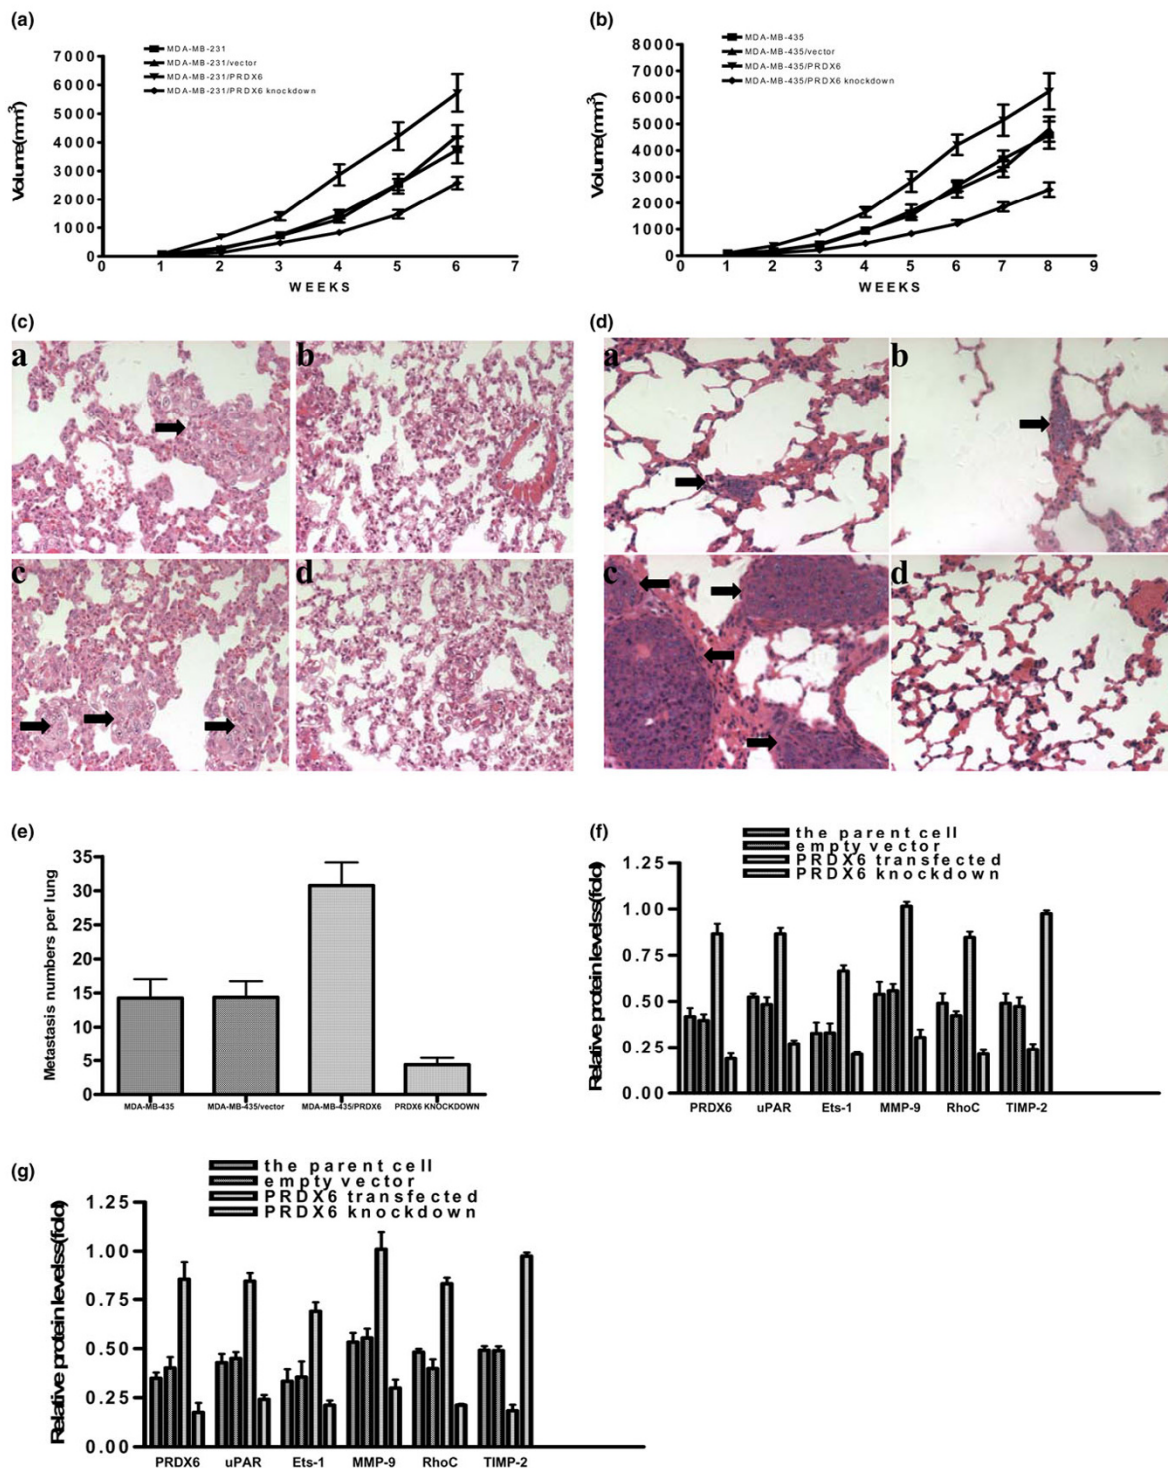 (a)
MDA-MB-231
MDA-MB-231/vector
MDA-MB-231/PRDX6
MDA-MB-231/PRDX6 knockdown
7000
6000
5000
4000
3000
2000
1000
0
Volume(mm3)
0 1 2 3 4 5 6 7
WEEKS
(b)
MDA-MB-435
MDA-MB-435/vector
MDA-MB-435/PRDX6
MDA-MB-435/PRDX6 knockdown
8000
7000
6000
5000
4000
3000
2000
1000
0
Volume(mm3)
0 1 2 3 4 5 6 7 8 9
WEEKS
(c)
a b
c d
(d)
a b
c d
(e)
35
30
25
20
15
10
5
0
Metastasis numbers per lung
MDA-MB-435 MDA-MB-435/vector MDA-MB-435/PRDX6 PRDX6 KNOCKDOWN
(f)
the parent cell
empty vector
PRDX6 transfected
PRDX6 knockdown
1.25
1.00
0.75
0.50
0.25
0.00
Relative protein levelss(fold)
PRDX6 uPAR Ets-1 MMP-9 RhoC TIMP-2
(g)
the parent cell
empty vector
PRDX6 transfected
PRDX6 knockdown
1.25
1.00
0.75
0.50
0.25
0.00
Relative protein levelss(fold)
PRDX6 uPAR Ets-1 MMP-9 RhoC TIMP-2